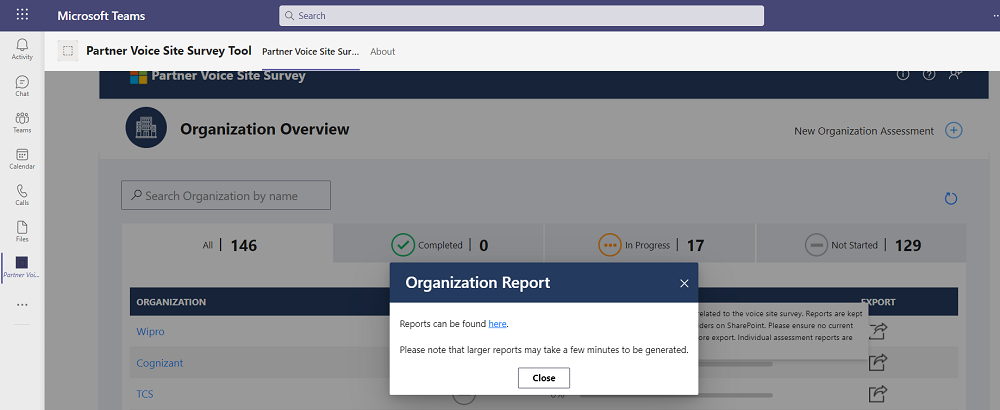 Microsoft Teams
Search
Activity
Chat
Teams
Calendar
Calls
Files
Partner Voi...
Partner Voice Site Survey Tool
Partner Voice Site Sur...
About
Partner Voice Site Survey
Organization Overview
New Organization Assessment
Search Organization by name
All | 146
Completed | 0
In Progress | 17
Not Started | 129
ORGANIZATION
EXPORT
Wipro
Cognizant
TCS
0%
related to the voice site survey. Reports are kept
on SharePoint. Please ensure no current
export. Individual assessment reports are
Organization Report
Reports can be found here.
Please note that larger reports may take a few minutes to be generated.
Close